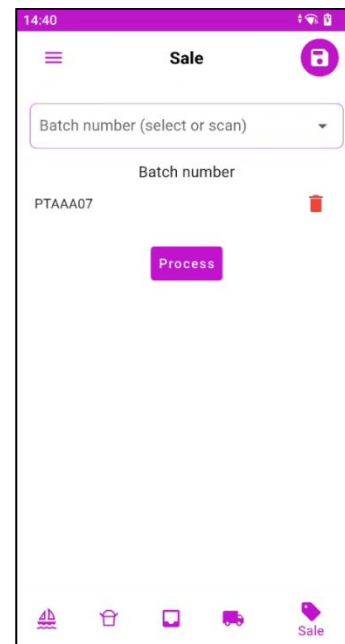 14:40
Sale
Batch number (select or scan)
Batch number
PTAAA07
Process
Sale